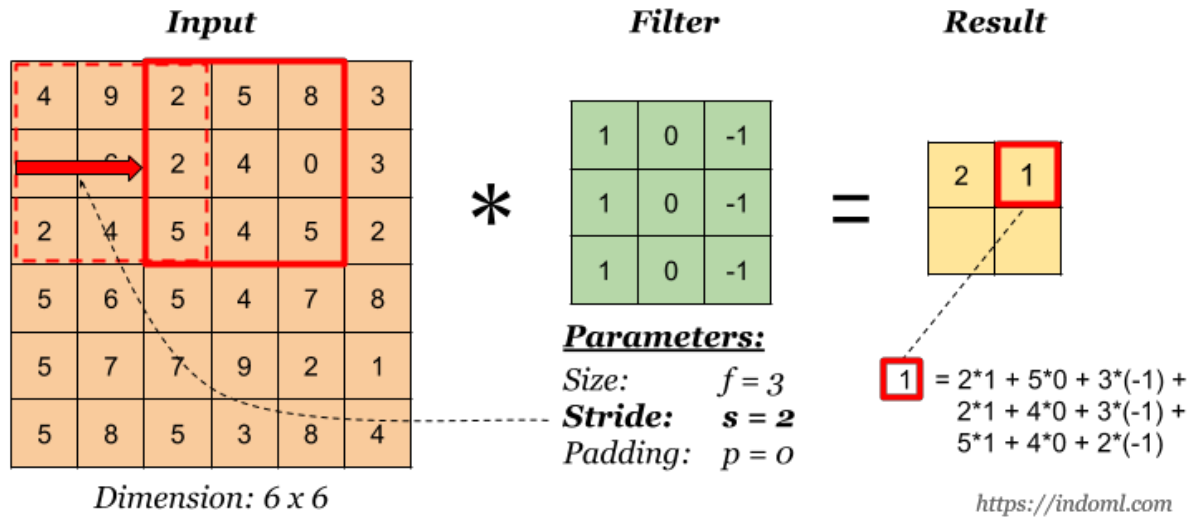 Input
Filter
Result
4 9 2 5 8 3
2 4 0 3
2 4 5 4 5 2
5 6 5 4 7 8
5 7 7 9 2 1
5 8 5 3 8 4
Dimension: 6 x 6
*
1 0 -1
1 0 -1
1 0 -1
=
2 1
Parameters:
Size: f = 3
Stride: s = 2
Padding: p = 0
1 = 2*1 + 5*0 + 3*(-1) +
2*1 + 4*0 + 3*(-1) +
5*1 + 4*0 + 2*(-1)
https://indoml.com